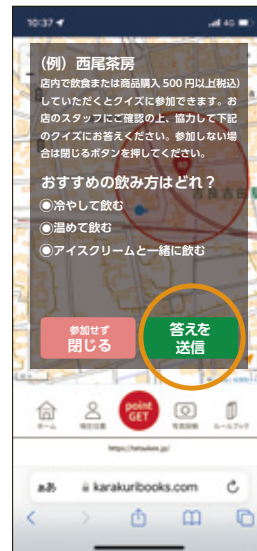 10:37
4G
(例) 西尾茶房
店内で飲食または商品購入500円以上(税込)
していただくとクイズに参加できます。お
店のスタッフにご確認の上、協力して下記
のクイズにお答えください。参加しない場
合は閉じるボタンを押してください。
おすすめの飲み方はどれ?
◉冷やして飲む
◉温めて飲む
◉アイスクリームと一緒に飲む
参加せず
閉じる
答えを
送信
point
GET
ホーム
現在位置
写真投稿
ルールブック
https://hatsuken.jp/
ぁあ
karakuribooks.com